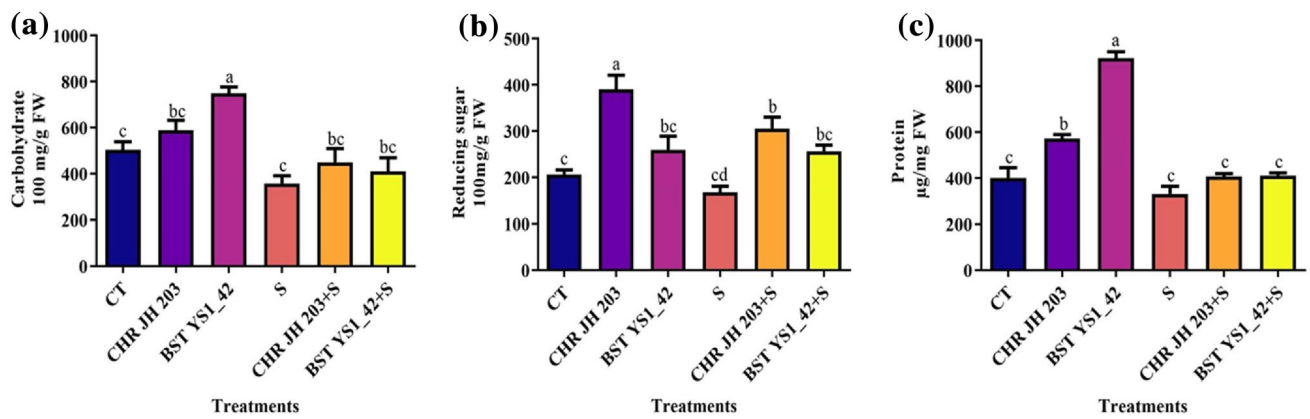 (a)
Carbohydrate
100 mg/g FW
1000
800
600
400
200
0
c
bc
a
c
bc
bc
CT
CHR JH 203
BST YS1_42
S
CHR JH 203+S
BST YS1_42+S
Treatments
(b)
Reducing sugar
100mg/g FW
500
400
300
200
100
0
c
a
bc
cd
b
bc
CT
CHR JH 203
BST YS1_42
S
CHR JH 203+S
BST YS1_42+S
Treatments
(c)
Protein
µg/mg FW
1000
800
600
400
200
0
c
b
a
c
c
c
CT
CHR JH 203
BST YS1_42
S
CHR JH 203+S
BST YS1_42+S
Treatments